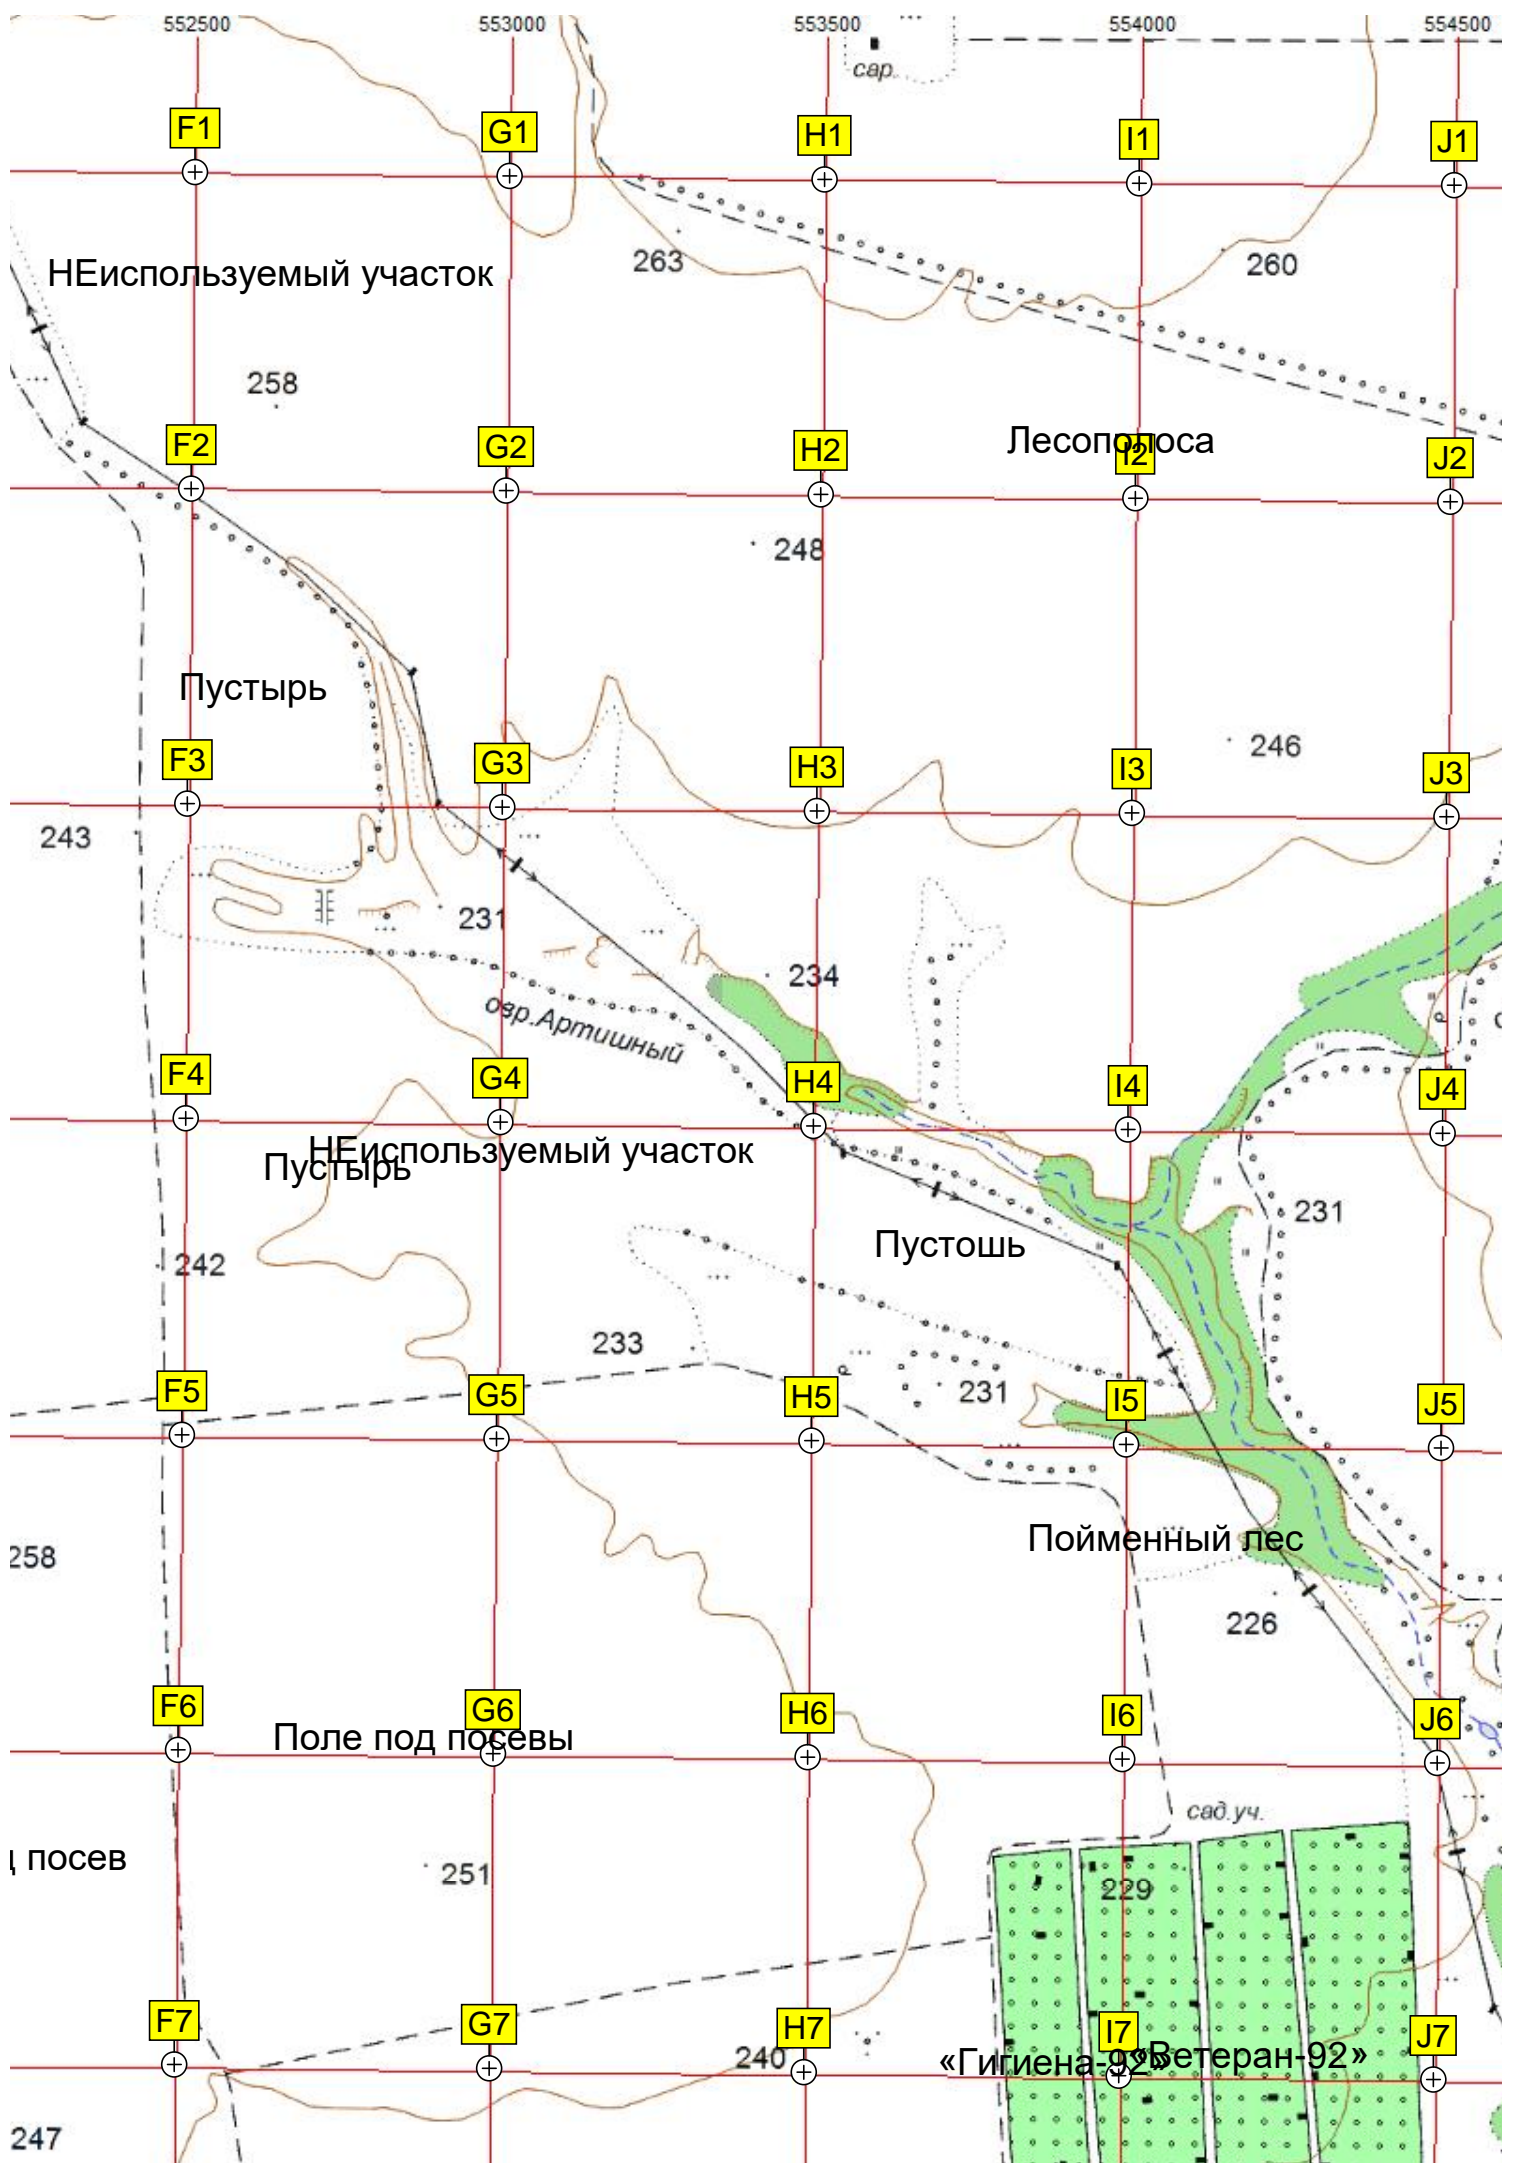 552500 553000 553500 554000 554500
сар.
F1 G1 H1 I1 J1
263 260
НЕиспользуемый участок
258
F2 G2 H2 Лесополоса I2 J2
248
Пустырь
246
F3 G3 H3 I3 J3
243
231
234
овр.Артишный
F4 G4 H4 I4 J4
НЕиспользуемый участок
Пустырь
231
Пустошь
242
233
231
F5 G5 H5 I5 J5
Пойменный лес
258
226
F6 G6 H6 I6 J6
Поле под посевы
сад.уч.
посев
251
229
F7 G7 H7 I7 J7
240 «Гигиена-92» «Ветеран-92»
247